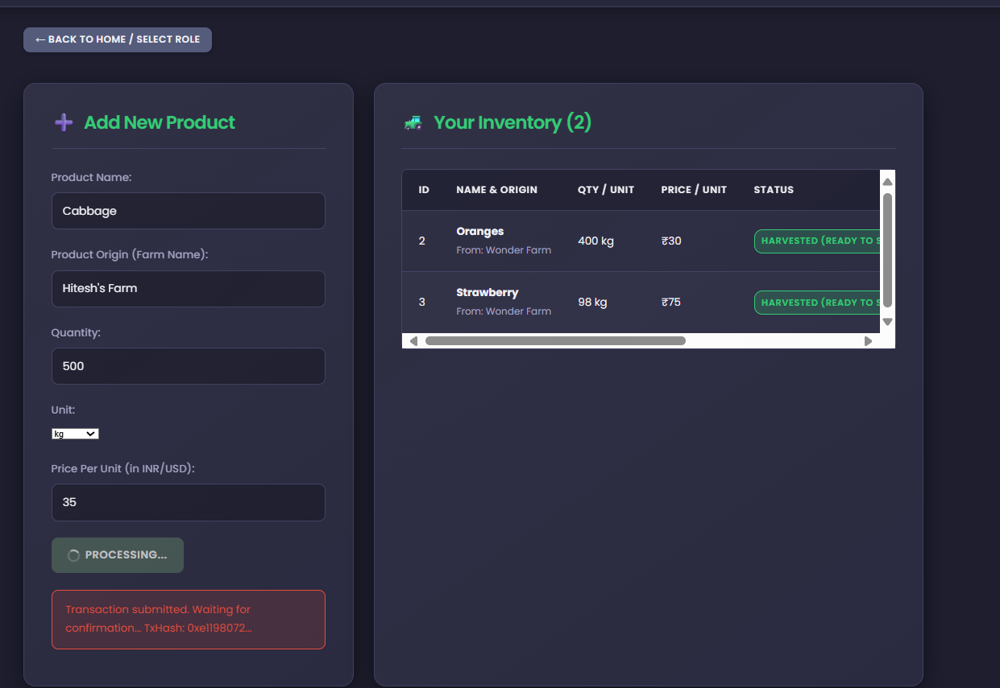 ← BACK TO HOME / SELECT ROLE
Add New Product
Product Name:
Cabbage
Product Origin (Farm Name):
Hitesh's Farm
Quantity:
500
Unit:
kg
Price Per Unit (in INR/USD):
35
PROCESSING...
Transaction submitted. Waiting for
confirmation... TxHash: 0xe1198072...
Your Inventory (2)
ID NAME & ORIGIN QTY / UNIT PRICE / UNIT STATUS
2 Oranges 400 kg ₹30 HARVESTED (READY TO S
From: Wonder Farm
3 Strawberry 98 kg ₹75 HARVESTED (READY TO S
From: Wonder Farm